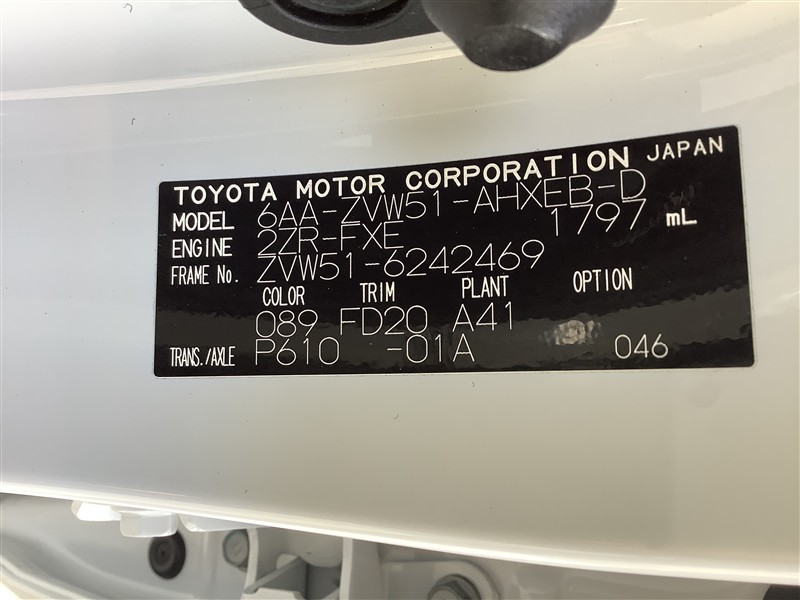 TOYOTA MOTOR CORPORATION JAPAN
MODEL 6AA-ZVW51-AHXEB-D
ENGINE 2ZR-FXE 1797 mL
FRAME No. ZVW51-6242469
COLOR TRIM PLANT OPTION
089 FD20 A41
TRANS./AXLE P610 -01A 046